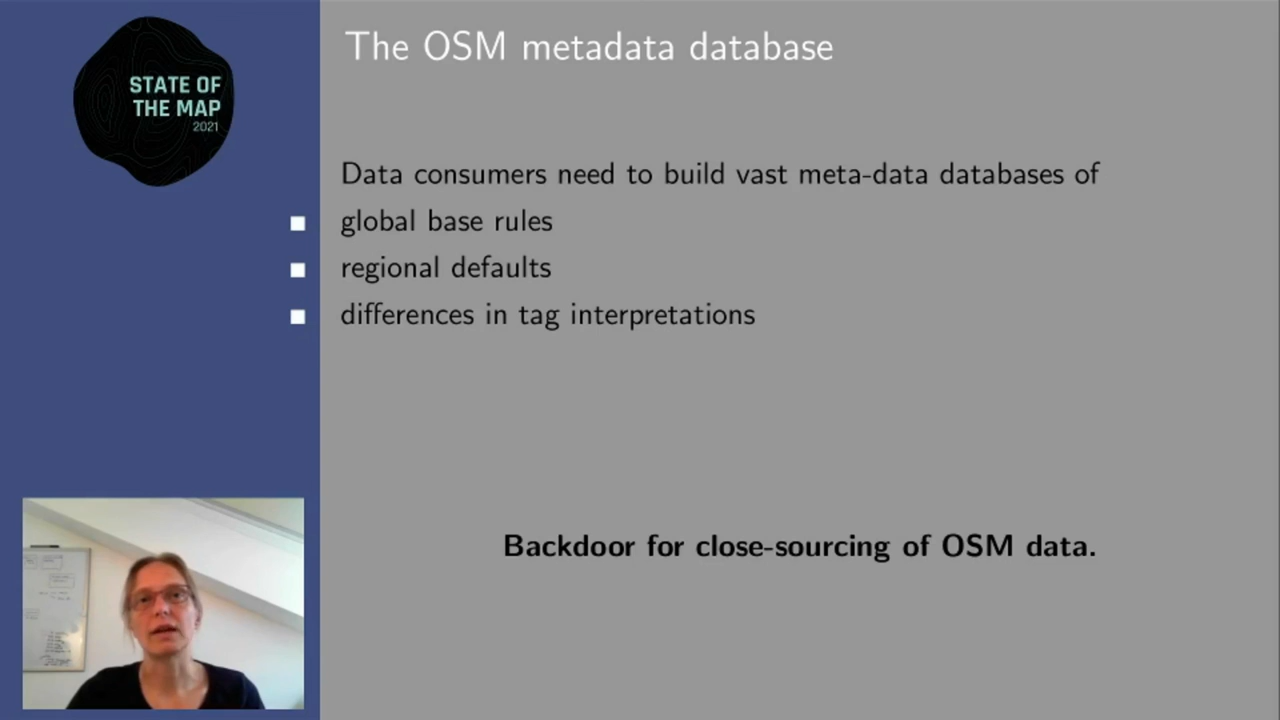 STATE OF
THE MAP
2021
The OSM metadata database
Data consumers need to build vast meta-data databases of
global base rules
regional defaults
differences in tag interpretations
Backdoor for close-sourcing of OSM data.